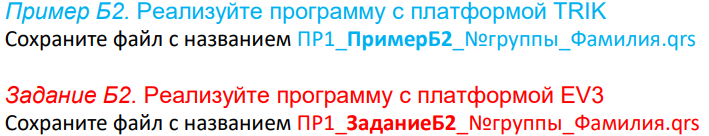 Пример Б2. Реализуйте программу с платформой TRIK
Сохраните файл с названием ПР1_ПримерБ2_№группы_Фамилия.qrs
Задание Б2. Реализуйте программу с платформой EV3
Сохраните файл с названием ПР1_ЗаданиеБ2_№группы_Фамилия.qrs